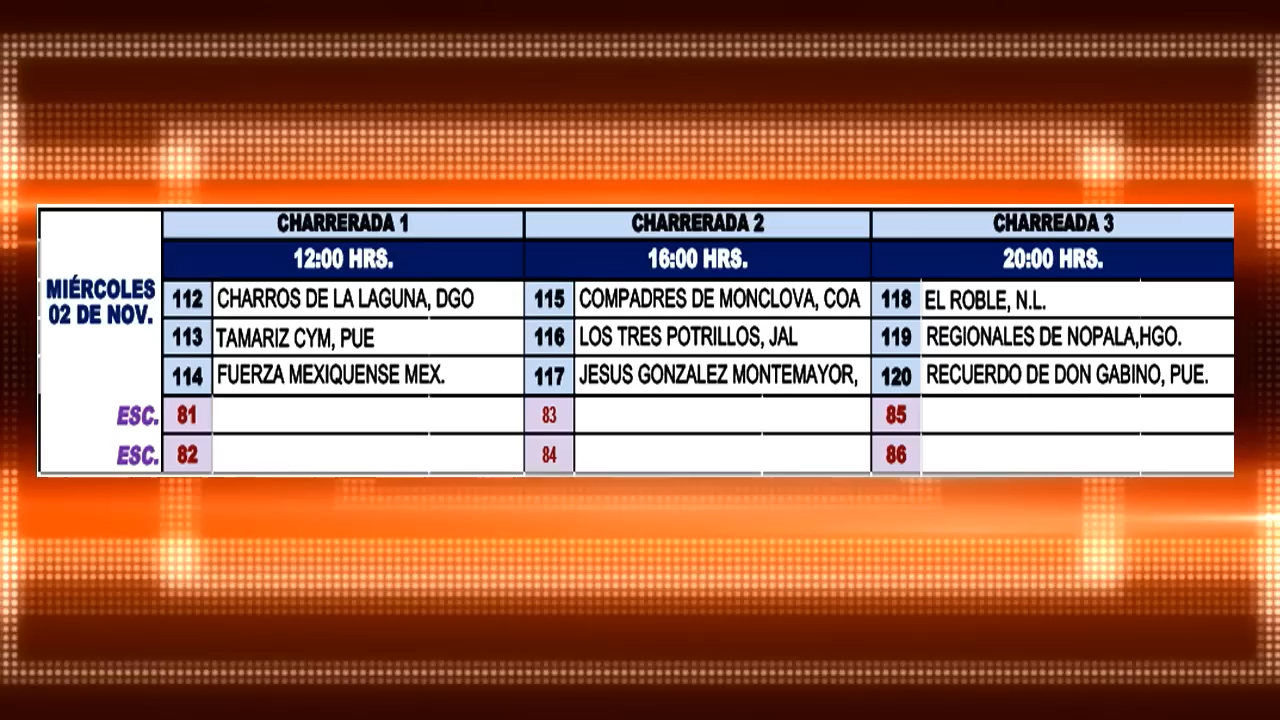 CHARRERADA 1 CHARRERADA 2 CHARREADA 3
12:00 HRS. 16:00 HRS. 20:00 HRS.
MIÉRCOLES
02 DE NOV.
112 CHARROS DE LA LAGUNA, DGO 115 COMPADRES DE MONCLOVA, COA 118 EL ROBLE, N.L.
113 TAMARIZ CYM, PUE 116 LOS TRES POTRILLOS, JAL 119 REGIONALES DE NOPALA,HGO.
114 FUERZA MEXIQUENSE MEX. 117 JESUS GONZALEZ MONTEMAYOR, 120 RECUERDO DE DON GABINO, PUE.
ESC. 81 83 85
ESC. 82 84 86